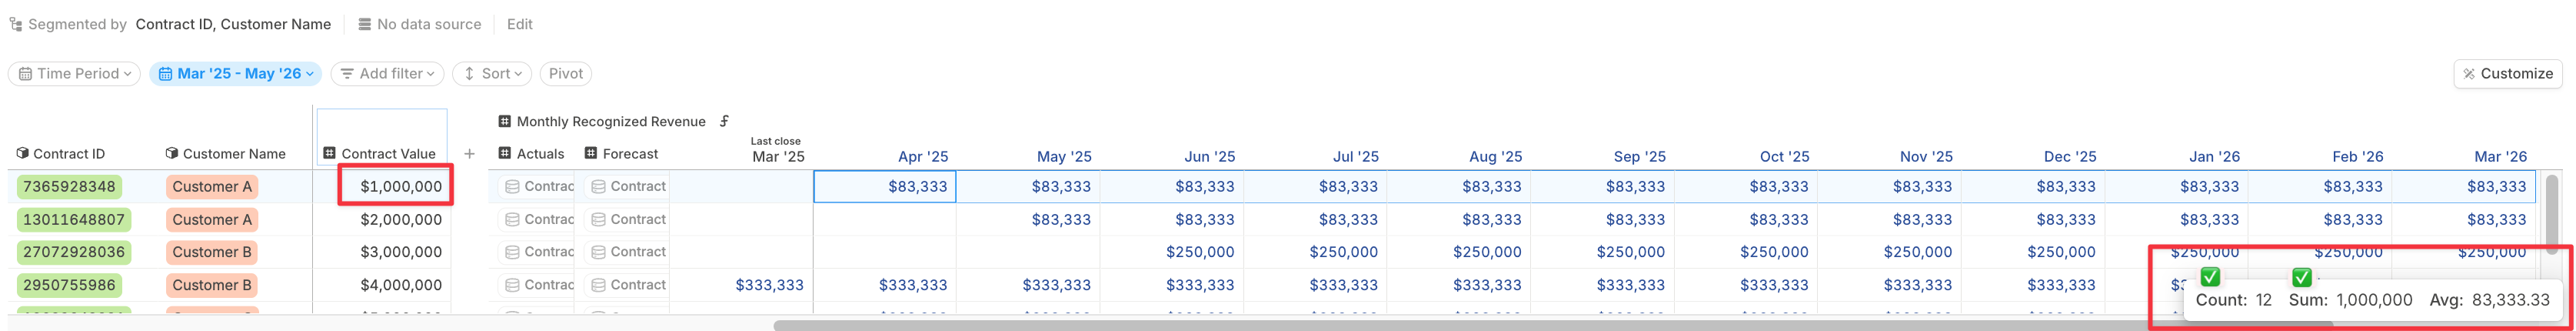 Segmented by Contract ID, Customer Name No data source Edit
Time Period Mar '25 - May '26 Add filter Sort Pivot Customize
Monthly Recognized Revenue
Last close
Contract ID Customer Name Contract Value + Actuals Forecast Mar '25 Apr '25 May '26 Jun '25 Jul '25 Aug '25 Sep '25 Oct '25 Nov '25 Dec '25 Jan '26 Feb '26 Mar '26
7365928348 Customer A $1,000,000 Contrac Contract $83,333 $83,333 $83,333 $83,333 $83,333 $83,333 $83,333 $83,333 $83,333 $83,333 $83,333 $83,333
13011648807 Customer A $2,000,000 Contrac Contract $83,333 $83,333 $83,333 $83,333 $83,333 $83,333 $83,333 $83,333 $83,333 $83,333 $83,333
27072928036 Customer B $3,000,000 Contrac Contract $250,000 $250,000 $250,000 $250,000 $250,000 $250,000 $250,000 $250,000 $250,000 $250,000
2950755986 Customer B $4,000,000 Contrac Contract $333,333 $333,333 $333,333 $333,333 $333,333 $333,333 $333,333 $333,333 $333,333 $333,333
Count: 12 Sum: 1,000,000 Avg: 83,333.33